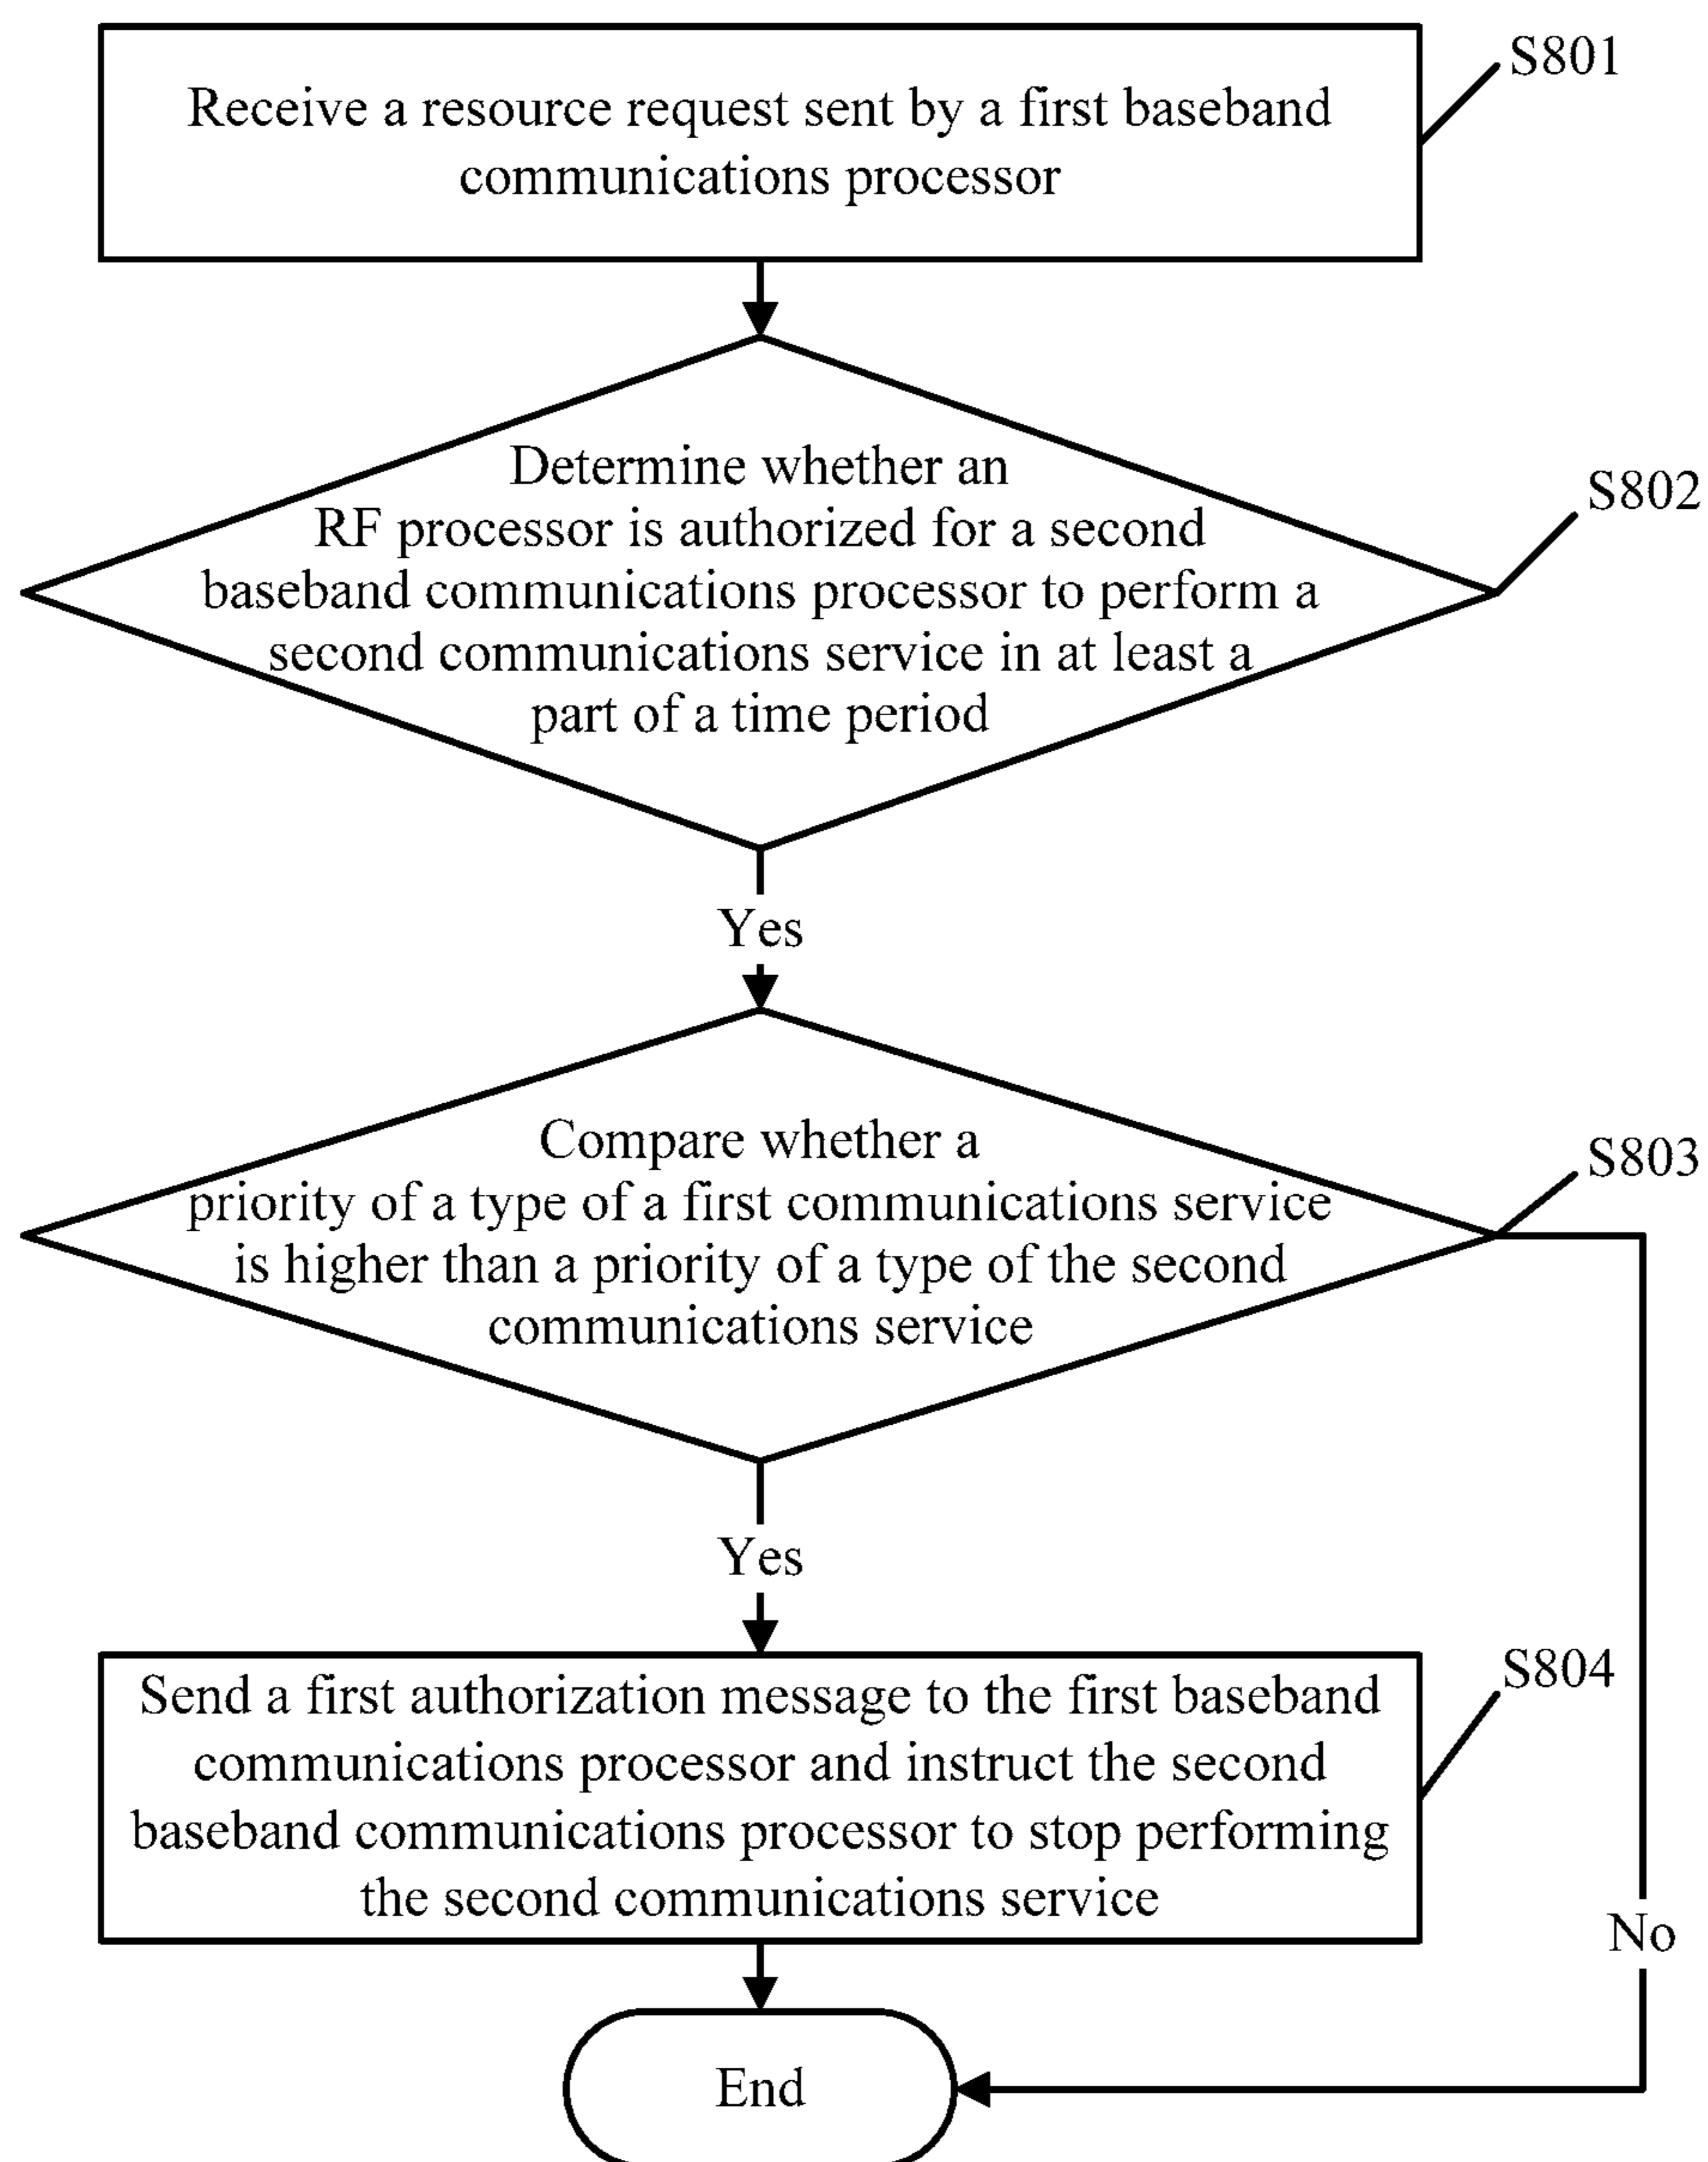 Receive a resource request sent by a first baseband
communications processor
S801
Determine whether an
RF processor is authorized for a second
baseband communications processor to perform a
second communications service in at least a
part of a time period
S802
Yes
Compare whether a
priority of a type of a first communications service
is higher than a priority of a type of the second
communications service
S803
Yes
Send a first authorization message to the first baseband
communications processor and instruct the second
baseband communications processor to stop performing
the second communications service
S804
No
End